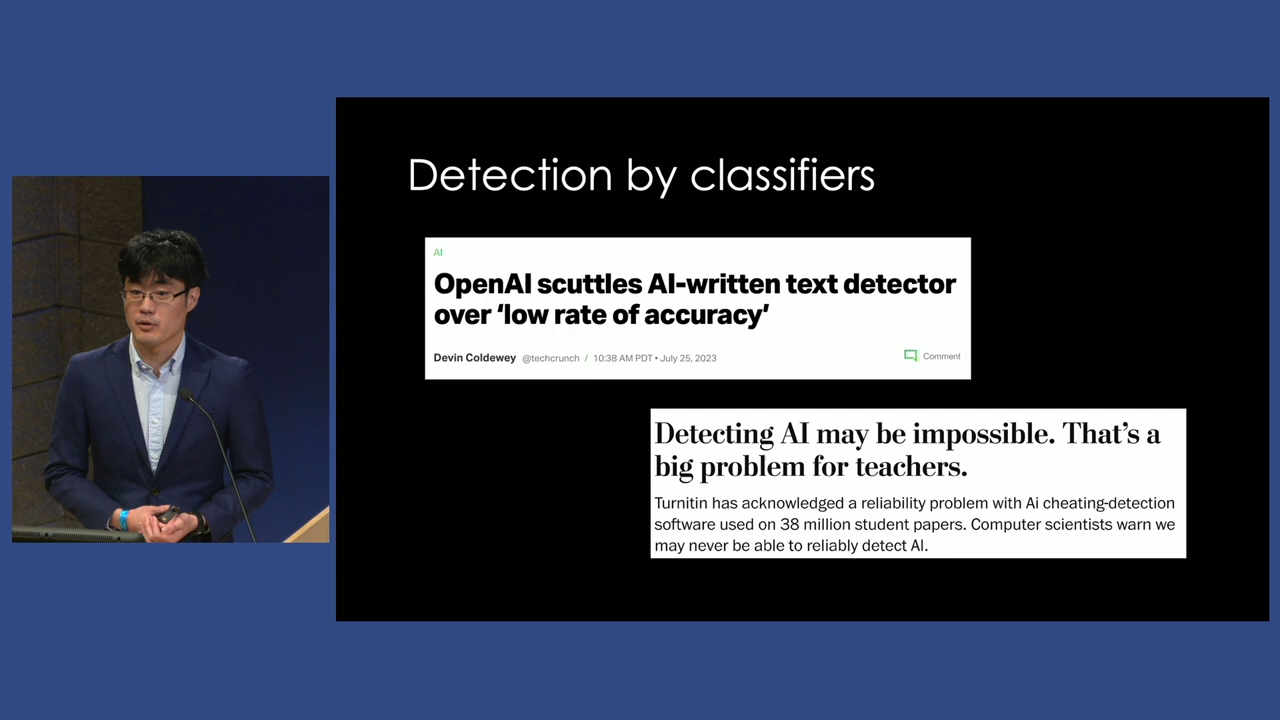 Detection by classifiers
AI
OpenAI scuttles AI-written text detector
over ‘low rate of accuracy’
Devin Coldewey @techcrunch / 10:38 AM PDT • July 25, 2023
Comment
Detecting AI may be impossible. That’s a
big problem for teachers.
Turnitin has acknowledged a reliability problem with Ai cheating-detection
software used on 38 million student papers. Computer scientists warn we
may never be able to reliably detect AI.